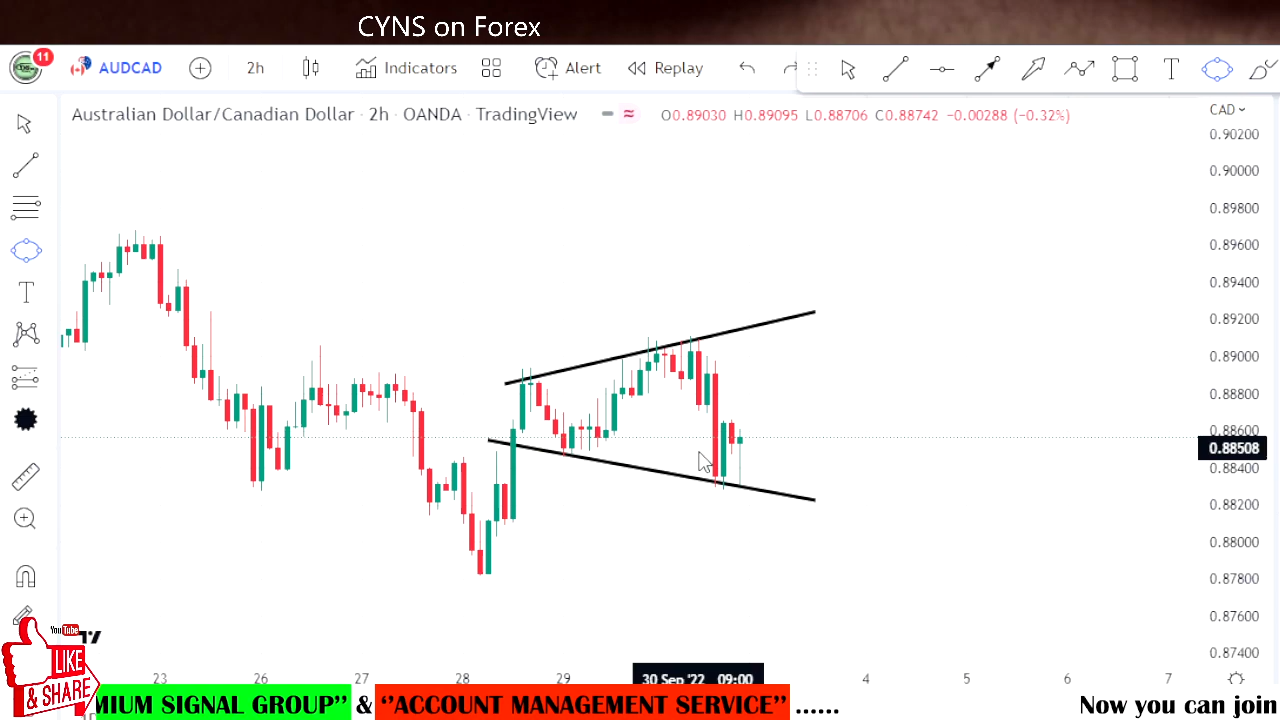 CYNS on Forex
11
AUDCAD
2h
Indicators
Alert
Replay
T
Australian Dollar/Canadian Dollar · 2h · OANDA · TradingView
O0.89030 H0.89095 L0.88706 C0.88742 −0.00288 (−0.32%)
CAD
0.90200
0.90000
0.89800
0.89600
0.89400
0.89200
0.89000
0.88800
0.88600
0.88508
0.88400
0.88200
0.88000
0.87800
0.87600
0.87400
T
YouTube
LIKE
& SHARE
23
26
27
28
29
30 Sep '22 09:00
4
5
6
7
MIUM SIGNAL GROUP” & “ACCOUNT MANAGEMENT SERVICE” ...... Now you can join